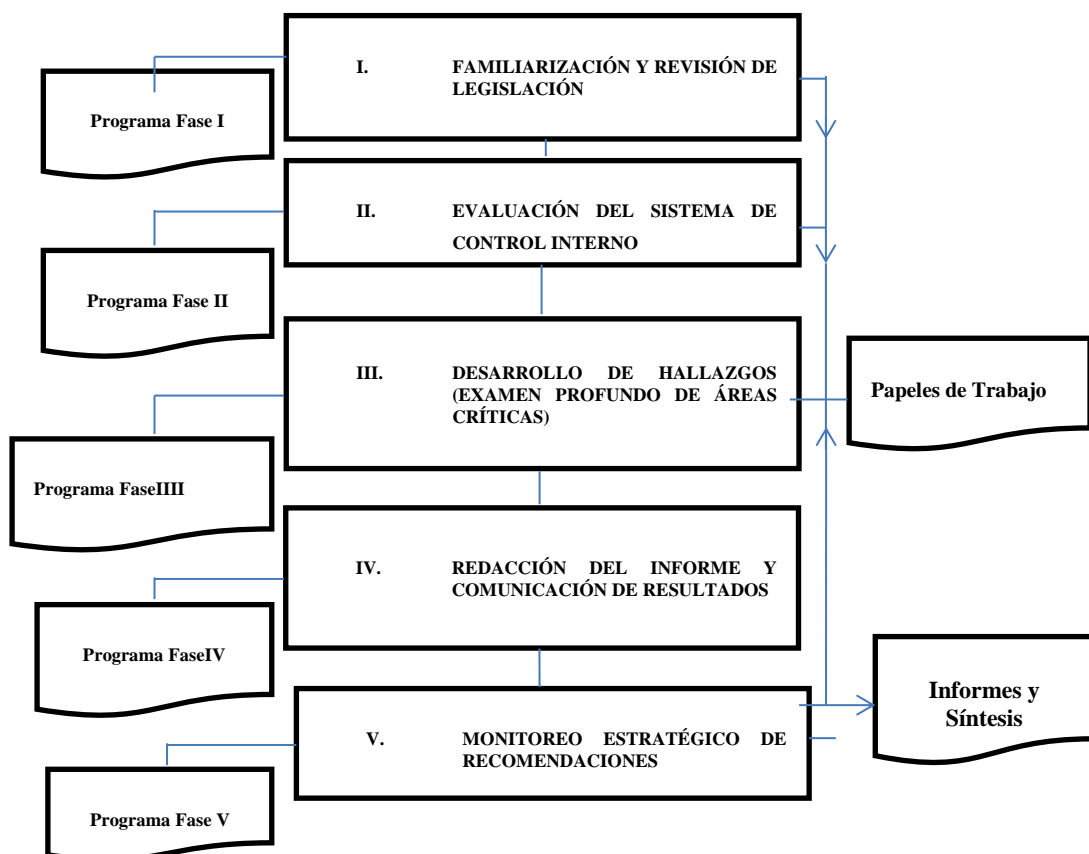 I. FAMILIARIZACIÓN Y REVISIÓN DE
LEGISLACIÓN
Programa Fase I
II. EVALUACIÓN DEL SISTEMA DE
CONTROL INTERNO
Programa Fase II
III. DESARROLLO DE HALLAZGOS
(EXAMEN PROFUNDO DE ÁREAS
CRÍTICAS)
Papeles de Trabajo
Programa FaseIIII
IV. REDACCIÓN DEL INFORME Y
COMUNICACIÓN DE RESULTADOS
Programa FaseIV
Informes y
Síntesis
V. MONITOREO ESTRATÉGICO DE
RECOMENDACIONES
Programa Fase V